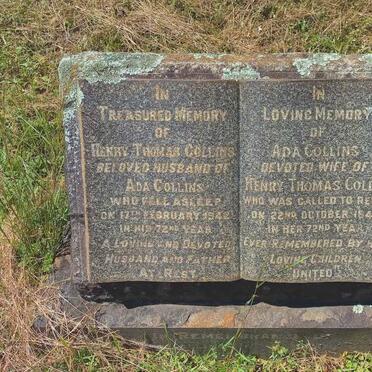 IN
TREASURED MEMORY
OF
HENRY THOMAS COLLINS
BELOVED HUSBAND OF
ADA COLLINS
WHO FELL ASLEEP
ON 17TH FEBRUARY 1942
IN HIS 72ND YEAR
A LOVING AND DEVOTED
HUSBAND AND FATHER
AT REST
IN
LOVING MEMORY
OF
ADA COLLINS
DEVOTED WIFE OF
HENRY THOMAS COLL
WHO WAS CALLED TO RE
ON 22ND OCTOBER 194
IN HER 72ND YEAR
EVER REMEMBERED BY
LOVING CHILDREN
UNITED